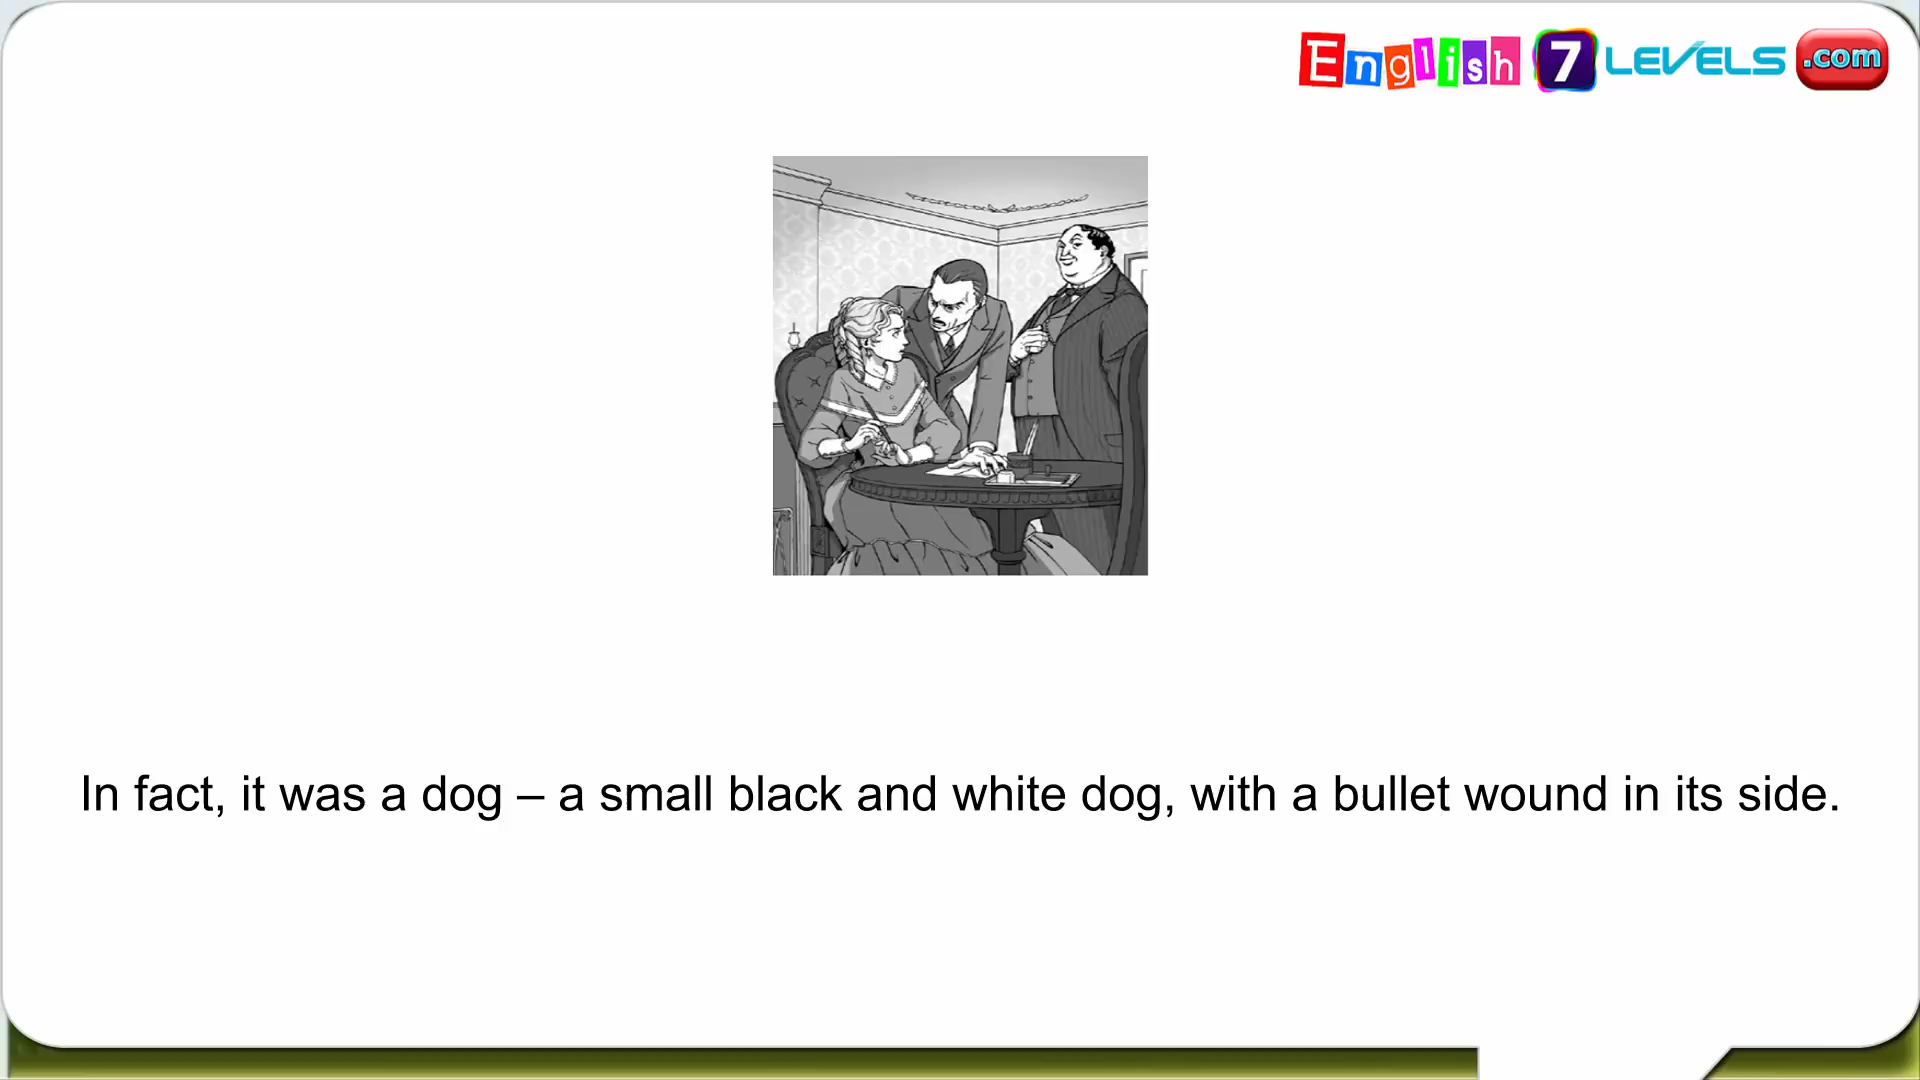 English 7 LEVELS .com
In fact, it was a dog – a small black and white dog, with a bullet wound in its side.